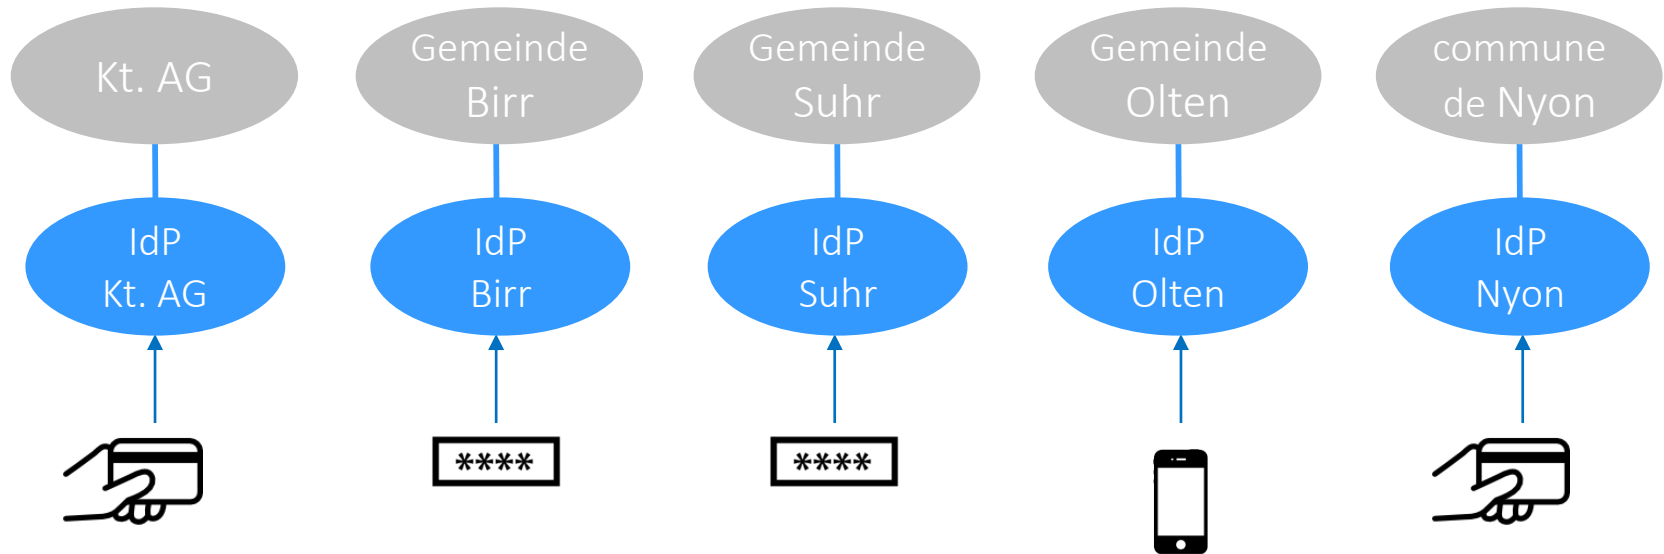 Kt. AG
Gemeinde
Birr
Gemeinde
Suhr
Gemeinde
Olten
commune
de Nyon
IdP
Kt. AG
IdP
Birr
IdP
Suhr
IdP
Olten
IdP
Nyon
****
****